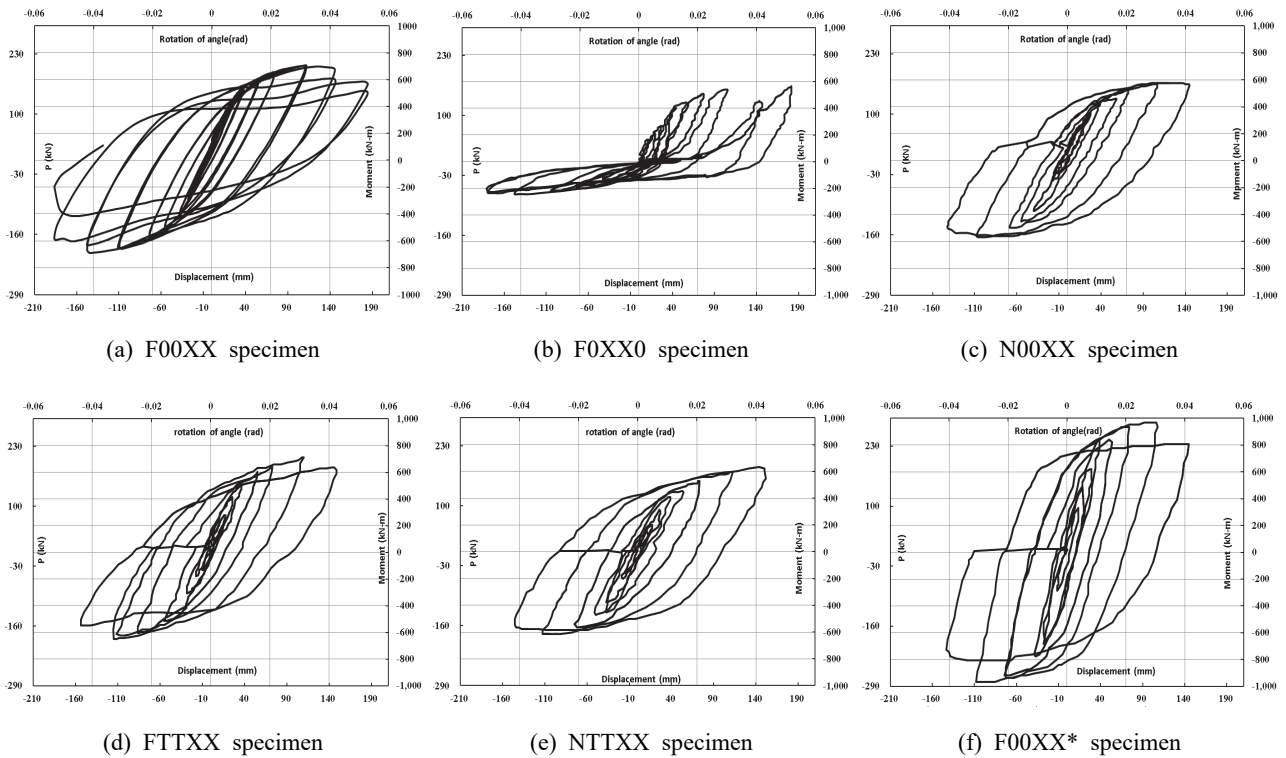 -0.06 -0.04 -0.02 0 0.02 0.04 0.06
Rotation of angle(rad)
1,000
800
600
400
200
0
-200
-400
-600
-800
-1000
Moment (kN-m)
230
100
-30
-160
-290
P (kN)
Displacement (mm)
-210 -160 -110 -60 -10 40 90 140 190
(a) F00XX specimen
-0.06 -0.04 -0.02 0 0.02 0.04 0.06
Rotation of angle (rad)
1,000
800
600
400
200
0
-200
-400
-600
-800
-1,000
Moment (kN-m)
230
100
-30
-160
-290
P (kN)
Displacement (mm)
-210 -160 -110 -60 -10 40 90 140 190
(b) F0XX0 specimen
-0.06 -0.04 -0.02 0 0.02 0.04 0.06
Rotation of angle (rad)
1,000
800
600
400
200
0
-200
-400
-600
-800
-1,000
Moment (kN-m)
230
100
-30
-160
-290
P (kN)
Displacement (mm)
-210 -160 -110 -60 -10 40 90 140 190
(c) N00XX specimen
-0.06 -0.04 -0.02 0 0.02 0.04 0.06
rotation of angle (rad)
1,000
800
600
400
200
0
-200
-400
-600
-800
-1,000
Moment (kN-m)
230
100
-30
-160
-290
P (kN)
Displacement (mm)
-210 -160 -110 -60 -10 40 90 140 190
(d) FTTXX specimen
-0.06 -0.04 -0.02 0 0.02 0.04 0.06
rotation of angle (rad)
1,000
800
600
400
200
0
-200
-400
-600
-800
-1,000
Moment (kN-m)
230
100
-30
-160
-290
P (kN)
Displacement (mm)
-210 -160 -110 -60 -10 40 90 140 190
(e) NTTXX specimen
-0.06 -0.04 -0.02 0 0.02 0.04 0.06
Rotation of angle(rad)
1,000
800
600
400
200
0
-200
-400
-600
-800
-1,000
Moment (kN-m)
230
100
-30
-160
-290
P (kN)
Displacement (mm)
-210 -160 -110 -60 -10 40 90 140 190
(f) F00XX* specimen